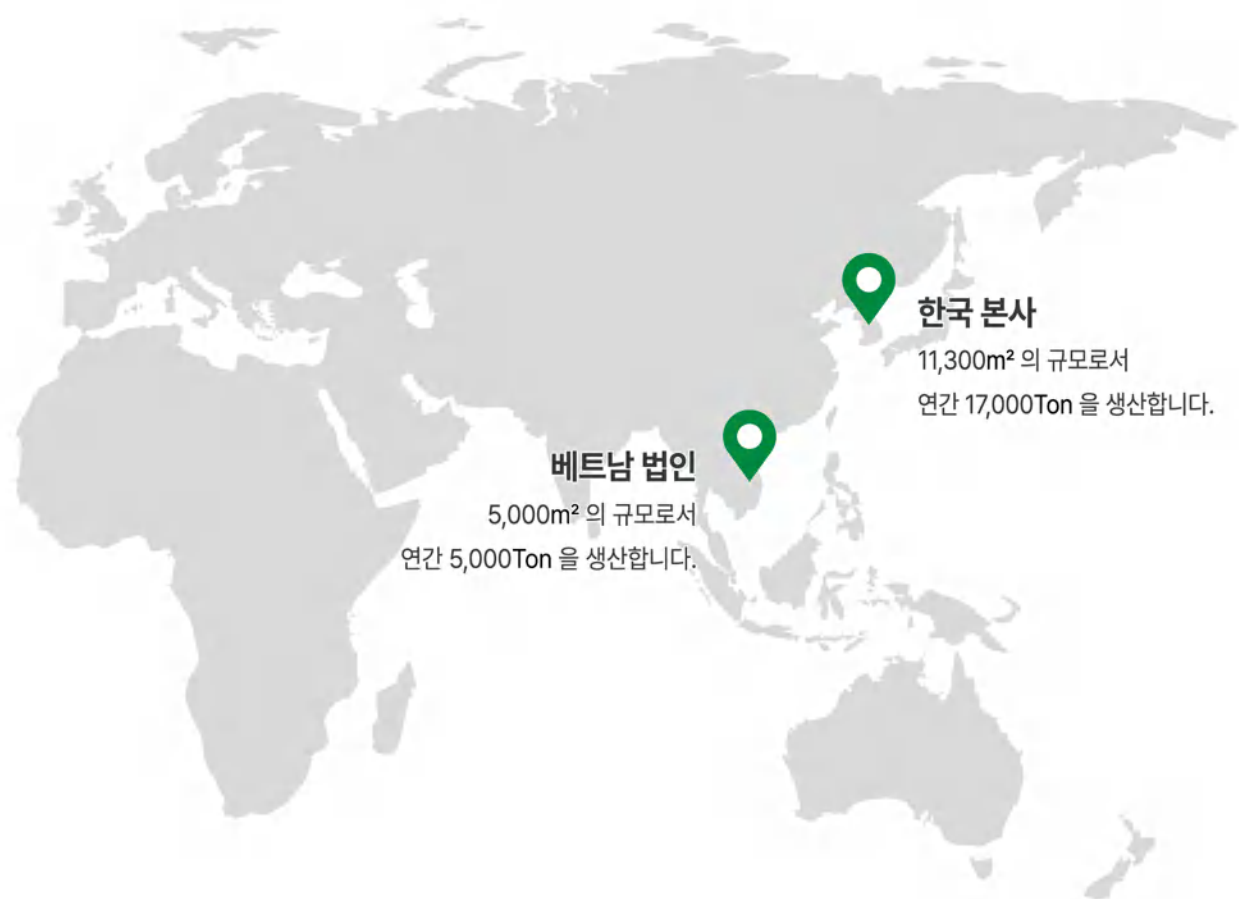 한국 본사
11,300m² 의 규모로서
연간 17,000Ton 을 생산합니다.
베트남 법인
5,000m² 의 규모로서
연간 5,000Ton 을 생산합니다.